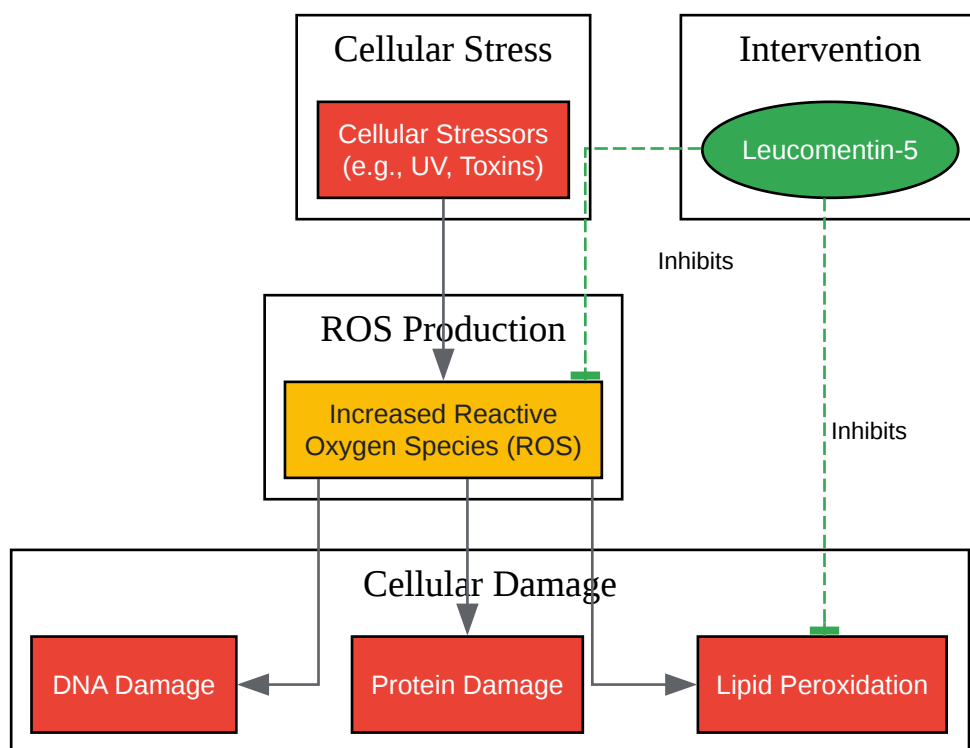 Cellular Stress
Intervention
Cellular Stressors
(e.g., UV, Toxins)
Leucomentin-5
Inhibits
ROS Production
Increased Reactive
Oxygen Species (ROS)
Inhibits
Cellular Damage
DNA Damage
Protein Damage
Lipid Peroxidation